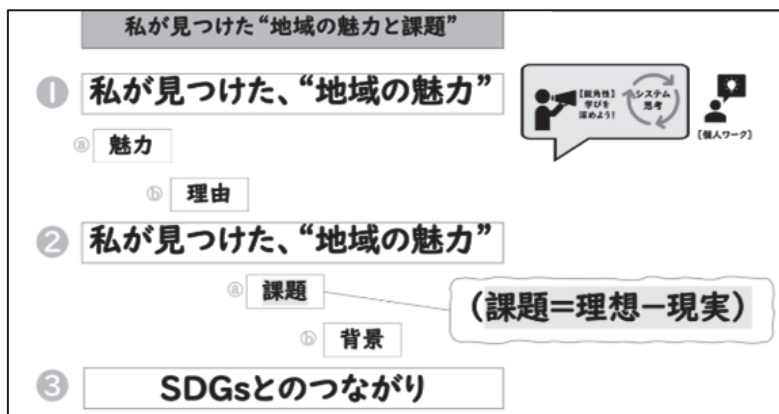 私が見つけた“地域の魅力と課題”
❶ 私が見つけた、“地域の魅力”
【鋭角性】
学びを
深めよう！
システム
思考
【個人ワーク】
ⓐ 魅力
ⓑ 理由
❷ 私が見つけた、“地域の魅力”
ⓐ 課題
（課題＝理想－現実）
ⓑ 背景
❸ SDGsとのつながり